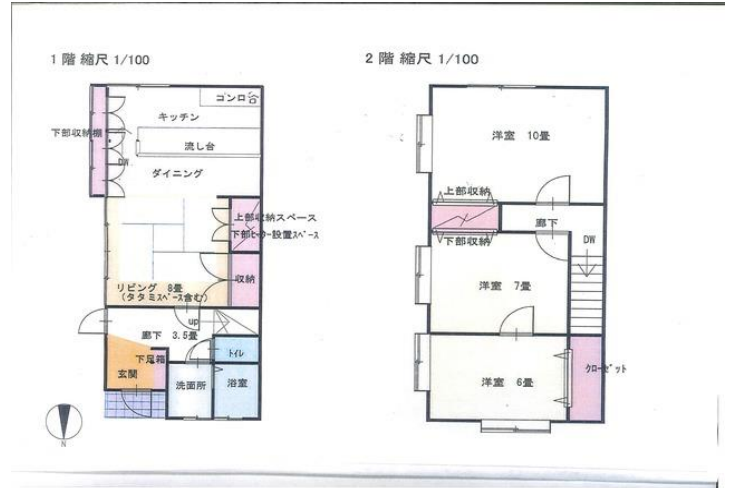 1階 縮尺 1/100
2階 縮尺 1/100
コンロ台
キッチン
下部収納棚
流し台
DW
ダイニング
上部収納スペース
下部ヒーター設置スペース
収納
リビング 8畳
(タタミスペース含む)
up
廊下 3.5畳
下足箱
トイレ
玄関
洗面所
浴室
N
洋室 10畳
上部収納
廊下
下部収納
DW
洋室 7畳
クローゼット
洋室 6畳